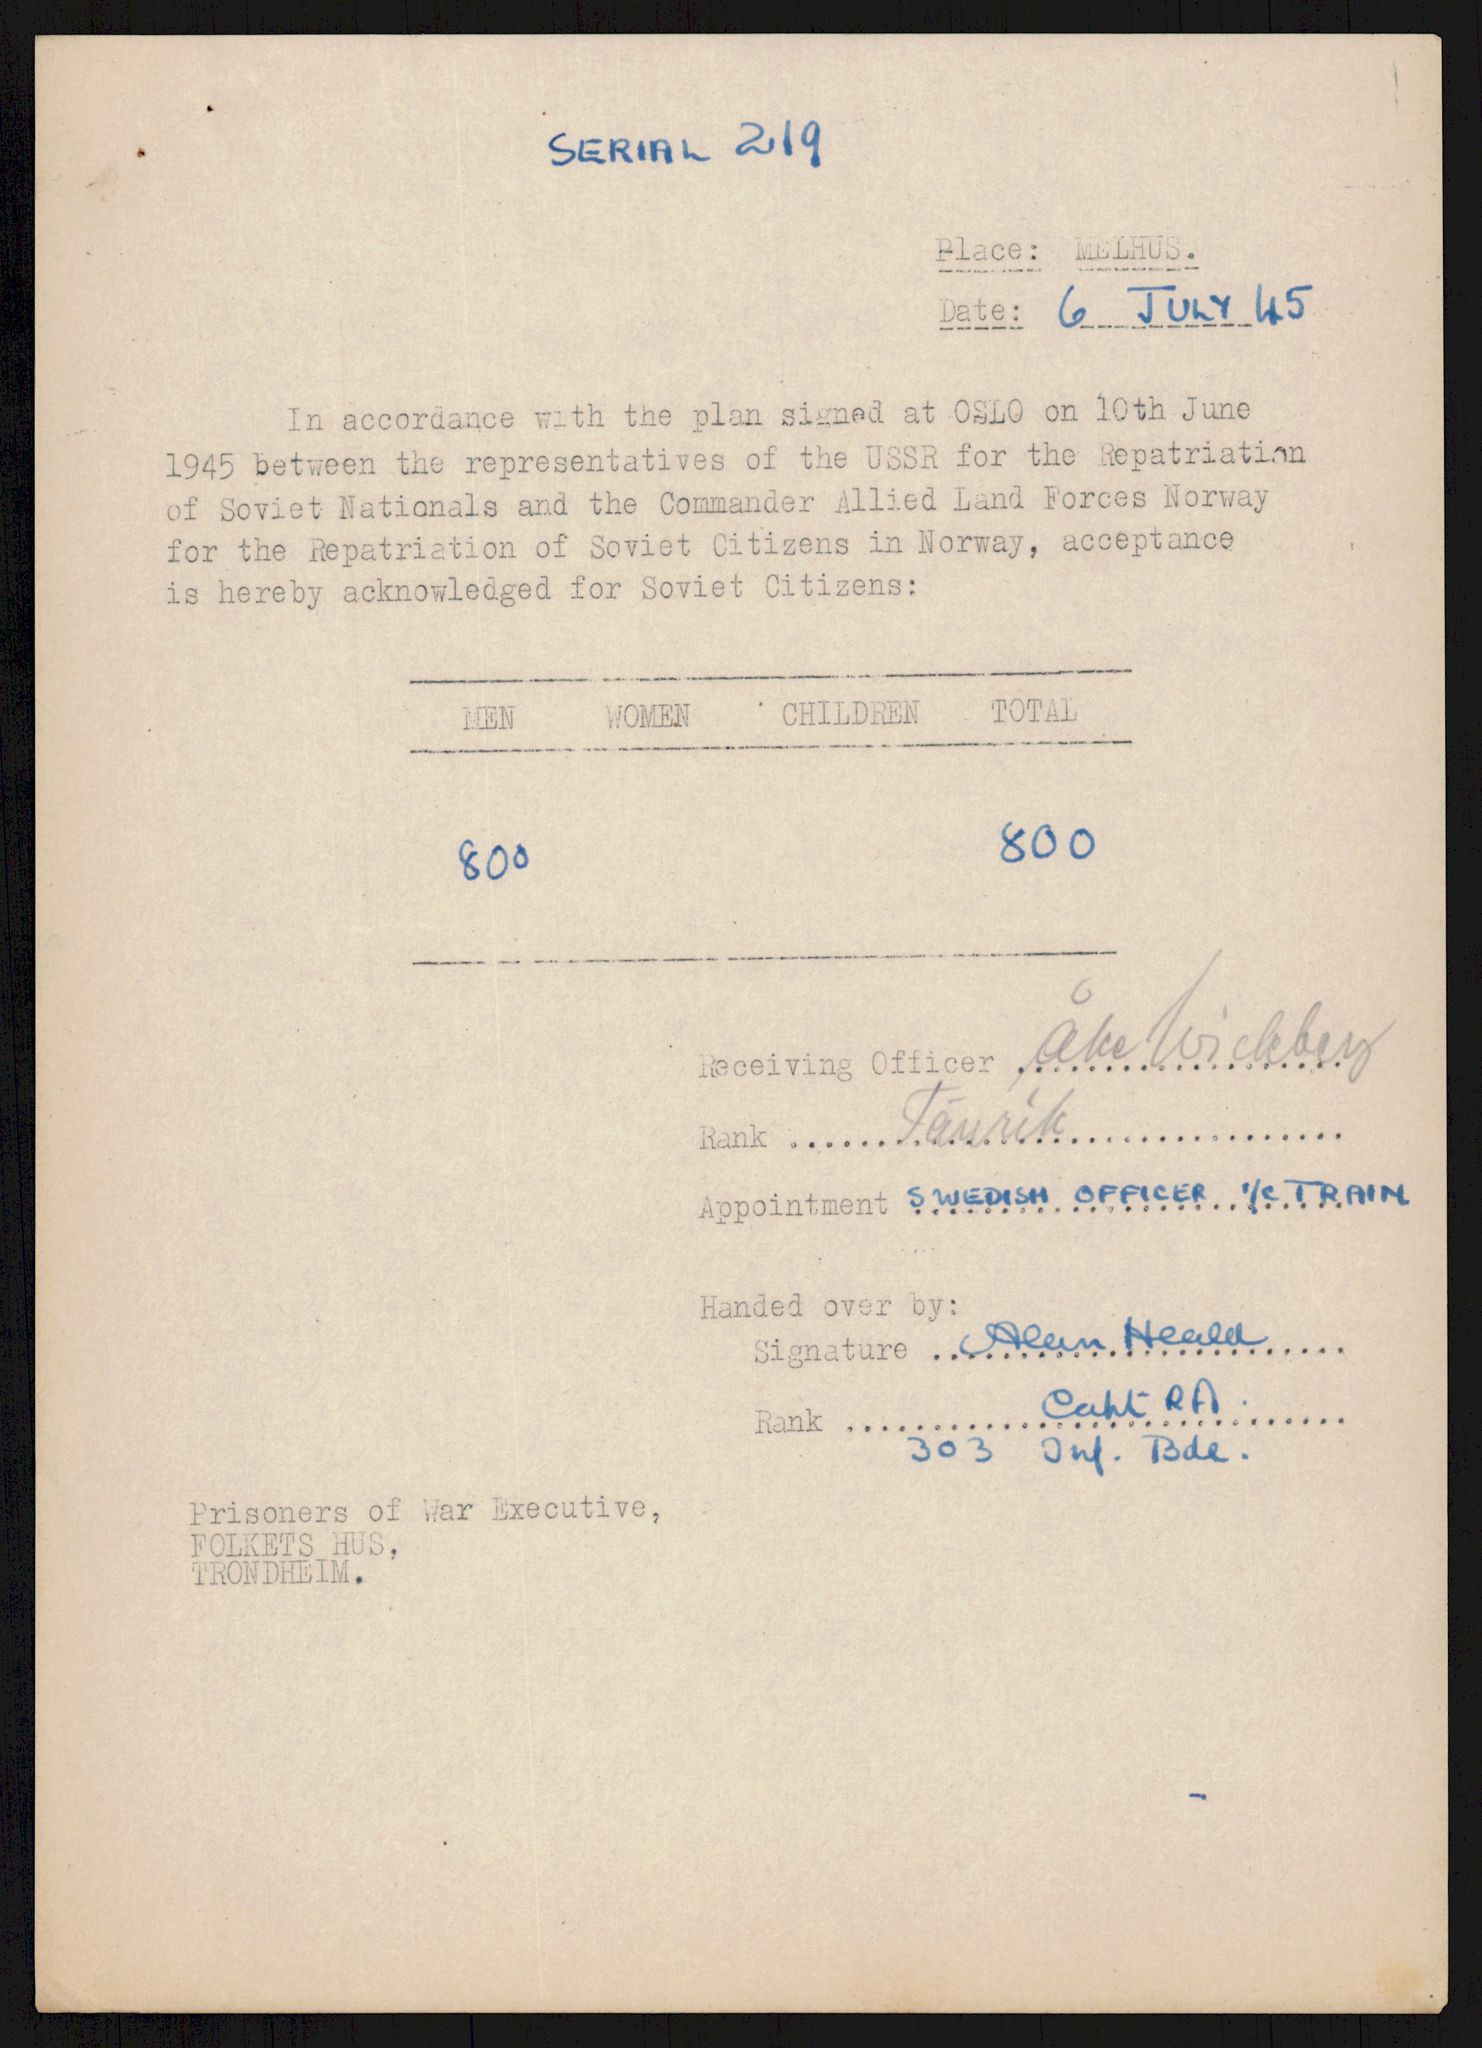 SERIAL 219
Place: MELHUS.
Date: 6 JULY 45
In accordance with the plan signed at OSLO on 10th June
1945 between the representatives of the USSR for the Repatriation
of Soviet Nationals and the Commander Allied Land Forces Norway
for the Repatriation of Soviet Citizens in Norway, acceptance
is hereby acknowledged for Soviet Citizens:
MEN WOMEN CHILDREN TOTAL
800 800
Receiving Officer Åke Wickberg
Rank
Appointment SWEDISH OFFICER i/c TRAIN
Handed over by:
Signature Alan Heald
Rank Capt RA.
303 Inf. Bde.
Prisoners of War Executive,
FOLKETS HUS,
TRONDHEIM.